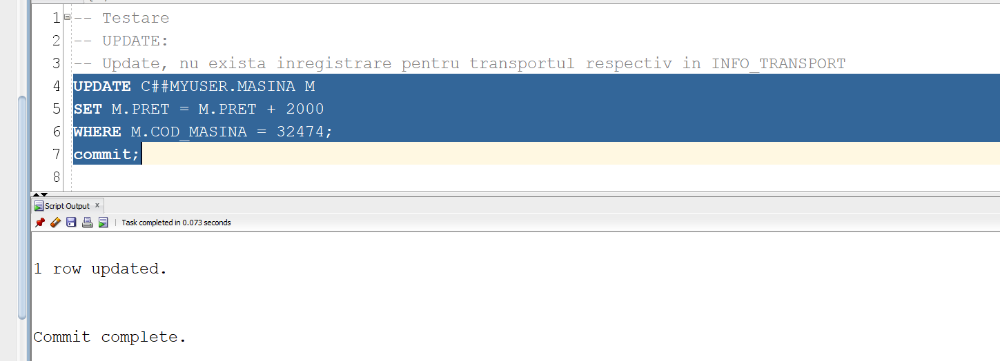 1 -- Testare
2 -- UPDATE:
3 -- Update, nu exista inregistrare pentru transportul respectiv in INFO_TRANSPORT
4 UPDATE C##MYUSER.MASINA M
5 SET M.PRET = M.PRET + 2000
6 WHERE M.COD_MASINA = 32474;
7 commit;
8
Script Output x
Task completed in 0.073 seconds
1 row updated.
Commit complete.